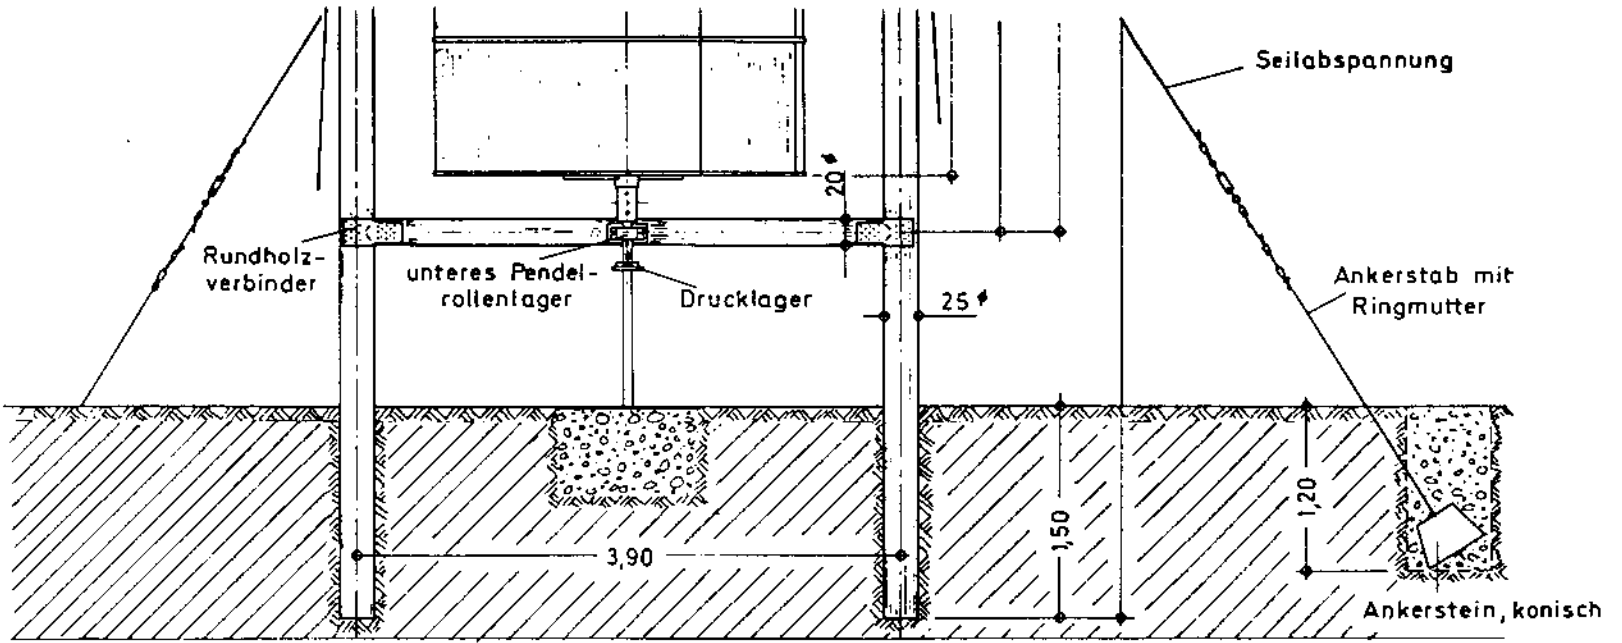 Seilabspannung
20 ø
Rundholz-
verbinder
unteres Pendel-
rollenlager
Drucklager
25 ø
Ankerstab mit
Ringmutter
3,90
1,50
1,20
Ankerstein, konisch